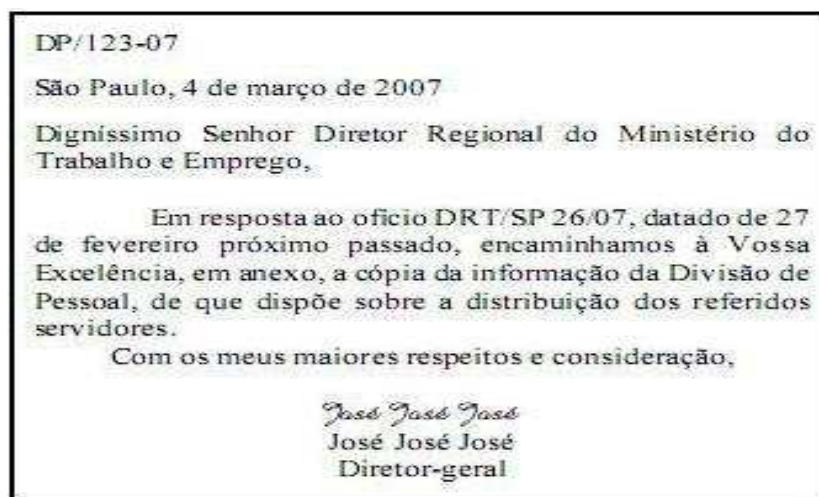 DP/123-07
São Paulo, 4 de março de 2007
Digníssimo Senhor Diretor Regional do Ministério do
Trabalho e Emprego,
Em resposta ao ofício DRT/SP 26/07, datado de 27
de fevereiro próximo passado, encaminhamos à Vossa
Excelência, em anexo, a cópia da informação da Divisão de
Pessoal, de que dispõe sobre a distribuição dos referidos
servidores.
Com os meus maiores respeitos e consideração,
José José José
José José José
Diretor-geral